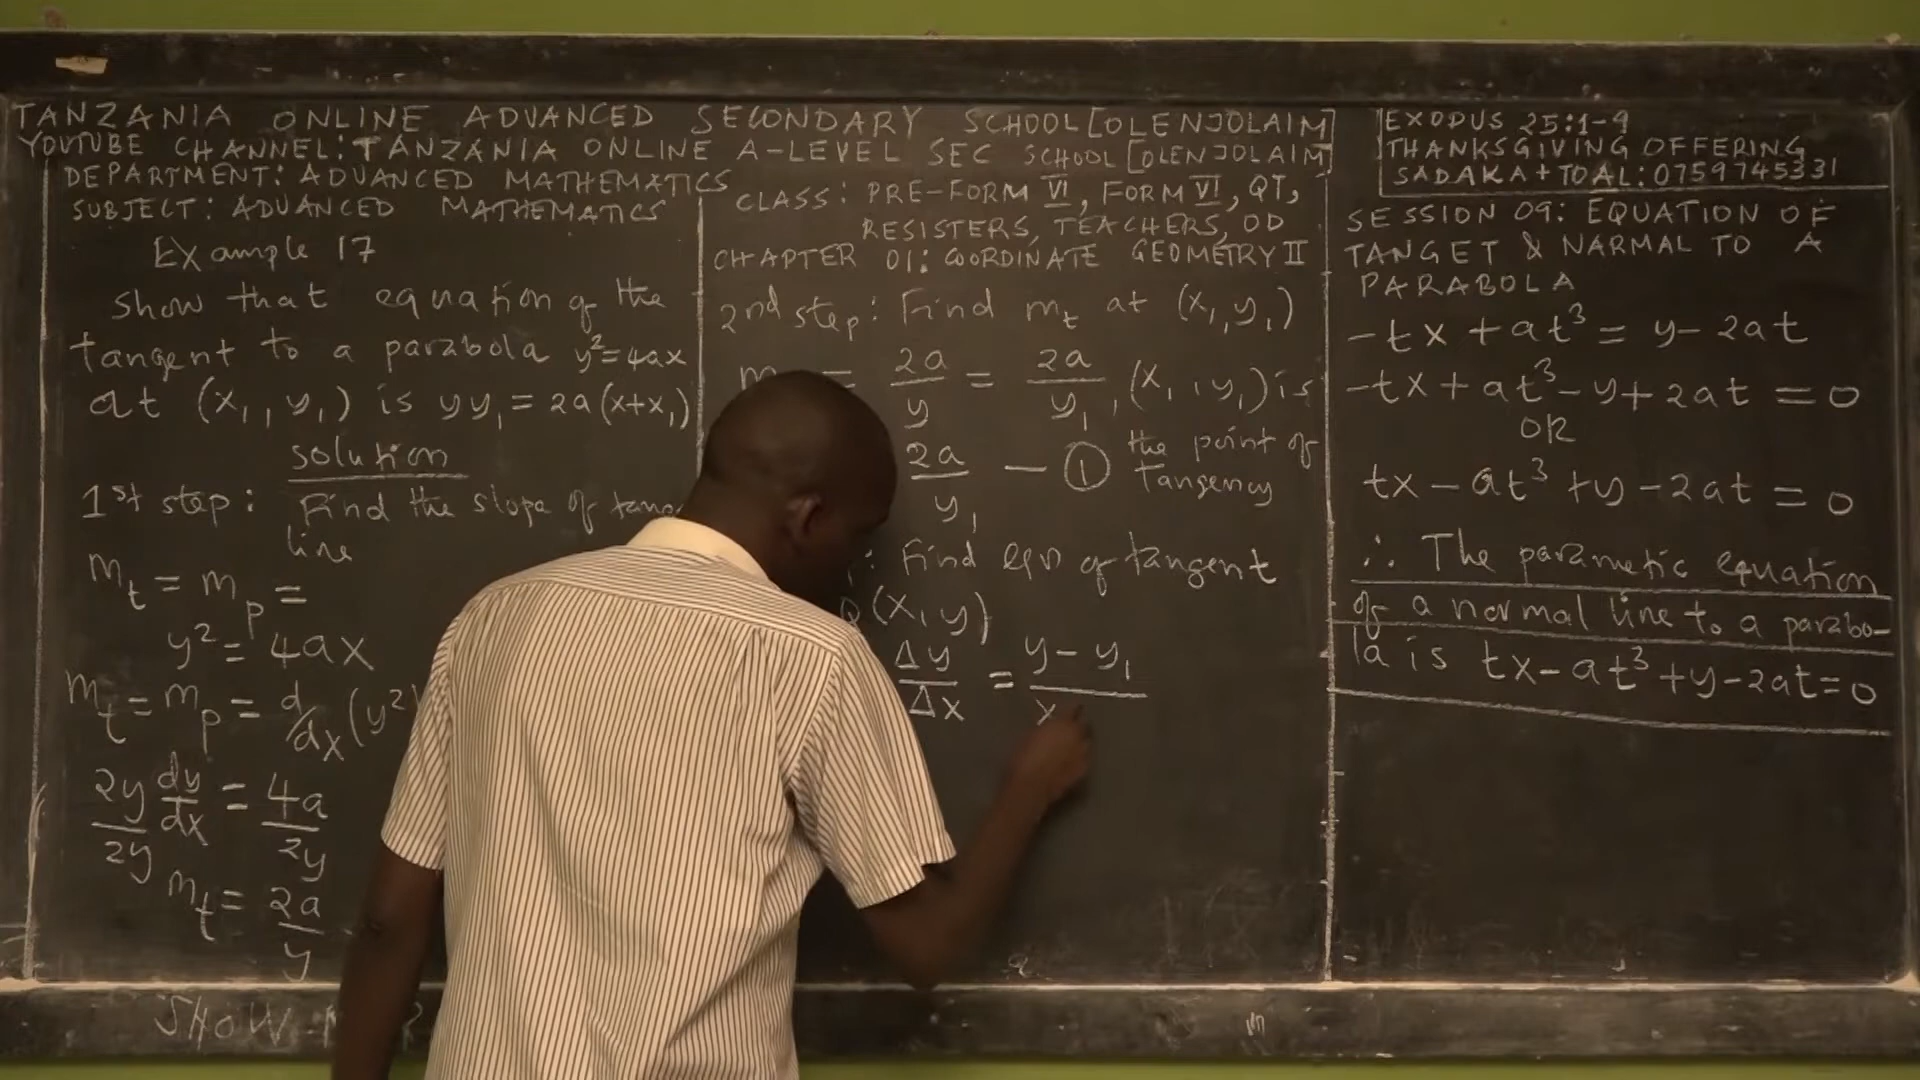 TANZANIA ONLINE ADVANCED SECONDARY SCHOOL [OLENJOLAIM]
YOUTUBE CHANNEL: TANZANIA ONLINE A-LEVEL SEC SCHOOL [OLENJOLAIM]
DEPARTMENT: ADVANCED MATHEMATICS
SUBJECT: ADVANCED MATHEMATICS
Example 17
Show that equation of the
tangent to a parabola y²=4ax
at (x₁, y₁) is yy₁ = 2a(x+x₁)
solution
1st step: Find the slope of
line
m_t = m_p =
y² = 4ax
m_t = m_p = d/dx (y²
2y/2y dy/dx = 4a/2y
m_t = 2a/y
CLASS: PRE-FORM VI, FORM VI, QT,
RESISTERS, TEACHERS, OD
CHAPTER 01: COORDINATE GEOMETRY II
2nd step: Find m_t at (x₁, y₁)
= 2a/y = 2a/y₁, (x₁, y₁) is
the point of
2a/y₁ — ① Tangency
: Find eqn of tangent
(x, y)
Δy/Δx = y - y₁/x
EXODUS 25:1-9
THANKSGIVING OFFERING
SADAKA + TOAL: 0759745331
SESSION 09: EQUATION OF
TANGET & NARMAL TO A
PARABOLA
-tx + at³ = y - 2at
-tx + at³ - y + 2at = 0
OR
tx - at³ + y - 2at = 0
∴ The parametic equation
of a normal line to a parabo-
la is tx - at³ + y - 2at = 0
SHOW